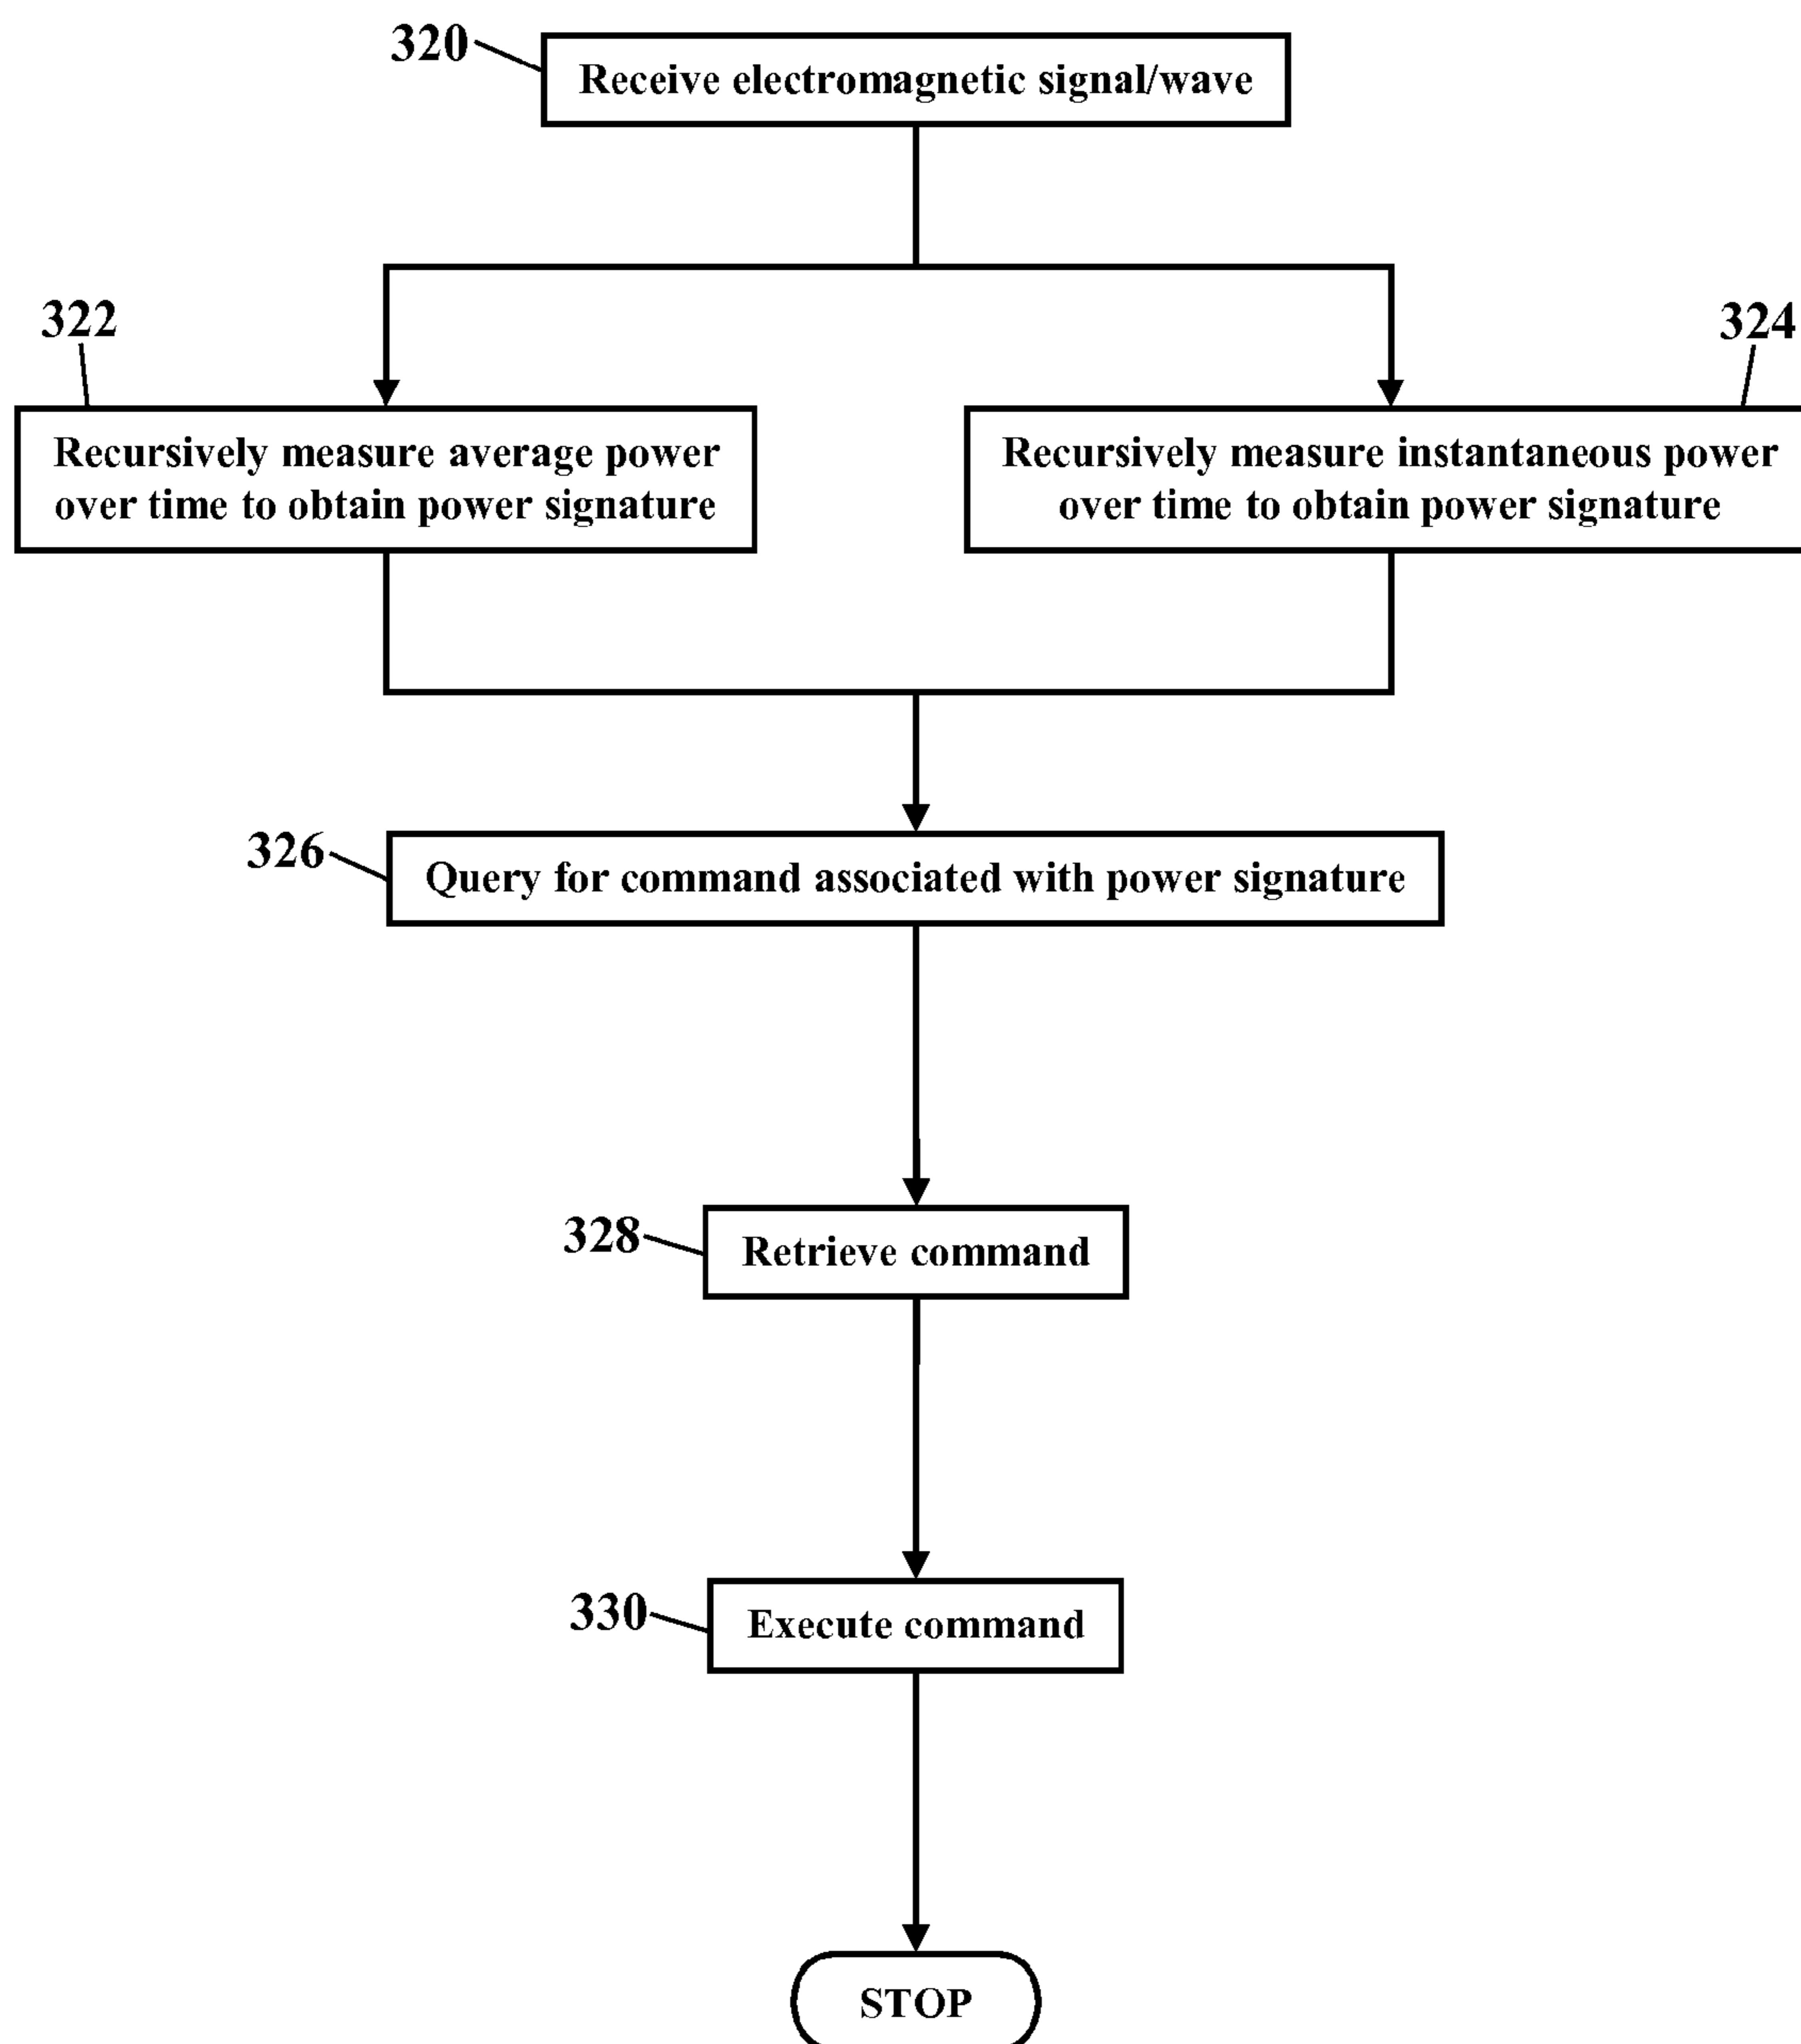 320
Receive electromagnetic signal/wave
322
324
Recursively measure average power
over time to obtain power signature
Recursively measure instantaneous power
over time to obtain power signature
326
Query for command associated with power signature
328
Retrieve command
330
Execute command
STOP